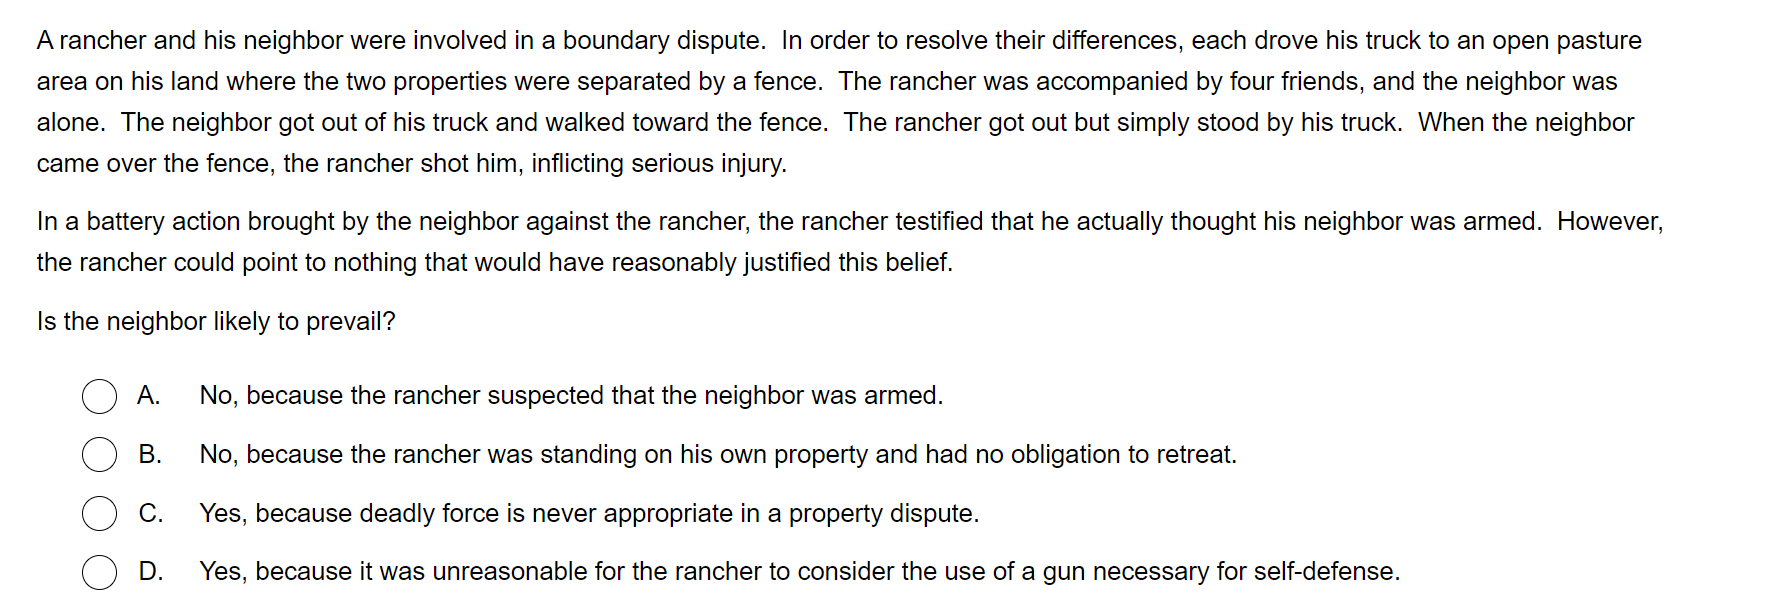 A rancher and his neighbor were involved in a boundary dispute.  In order to resolve their differences, each drove his truck to an open pasture
area on his land where the two properties were separated by a fence.  The rancher was accompanied by four friends, and the neighbor was
alone.  The neighbor got out of his truck and walked toward the fence.  The rancher got out but simply stood by his truck.  When the neighbor
came over the fence, the rancher shot him, inflicting serious injury.
In a battery action brought by the neighbor against the rancher, the rancher testified that he actually thought his neighbor was armed.  However,
the rancher could point to nothing that would have reasonably justified this belief.
Is the neighbor likely to prevail?
A. No, because the rancher suspected that the neighbor was armed.
B. No, because the rancher was standing on his own property and had no obligation to retreat.
C. Yes, because deadly force is never appropriate in a property dispute.
D. Yes, because it was unreasonable for the rancher to consider the use of a gun necessary for self-defense.